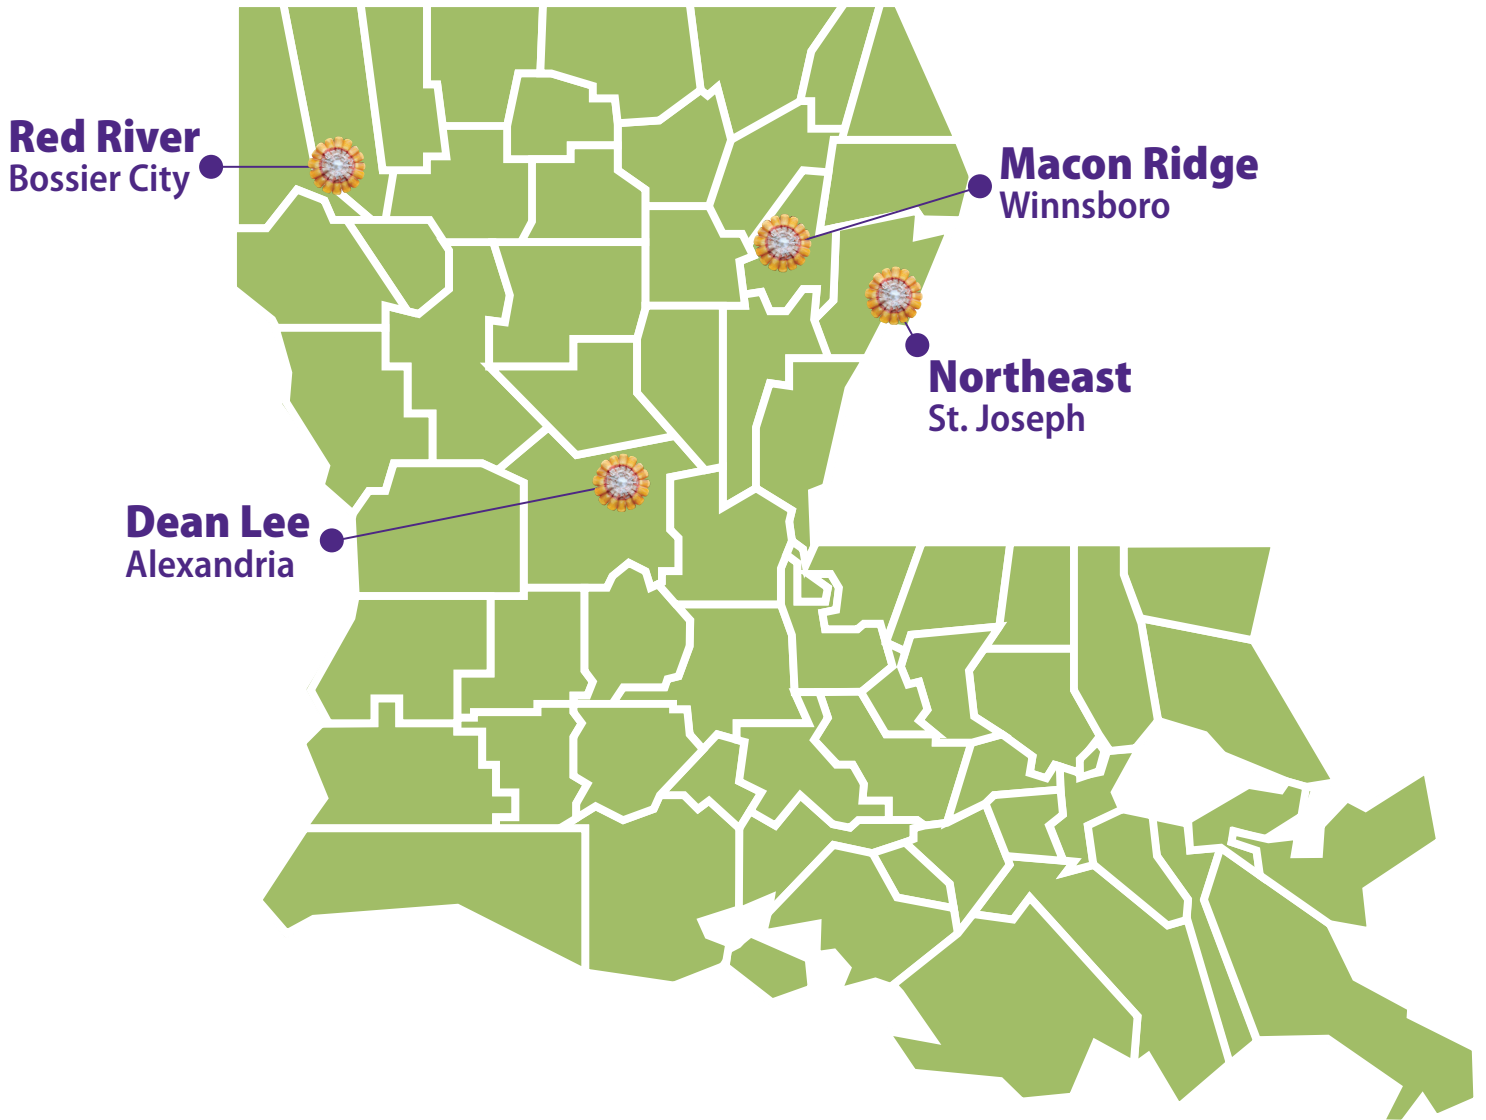 Red River
Bossier City
Macon Ridge
Winnsboro
Northeast
St. Joseph
Dean Lee
Alexandria